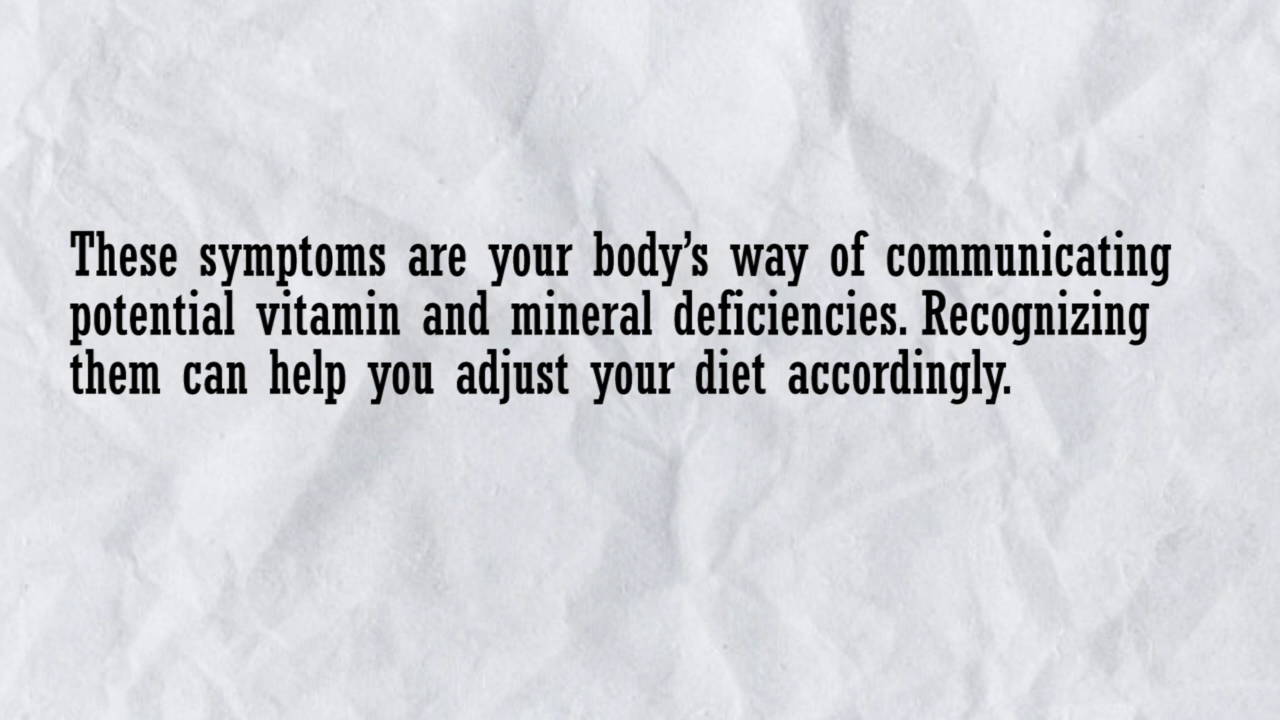 These symptoms are your body’s way of communicating
potential vitamin and mineral deficiencies. Recognizing
them can help you adjust your diet accordingly.